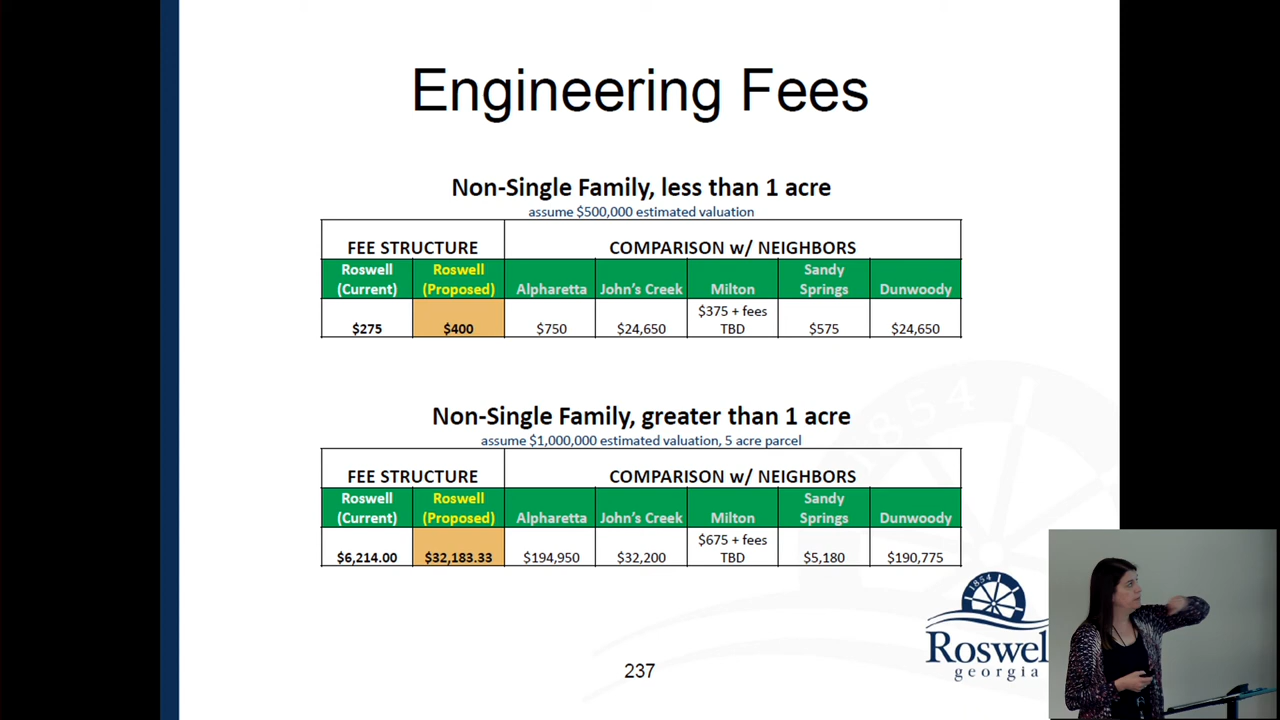 Engineering Fees
Non-Single Family, less than 1 acre
assume $500,000 estimated valuation
FEE STRUCTURE COMPARISON w/ NEIGHBORS
Roswell (Current) Roswell (Proposed) Alpharetta John's Creek Milton Sandy Springs Dunwoody
$275 $400 $750 $24,650 $375 + fees TBD $575 $24,650
Non-Single Family, greater than 1 acre
assume $1,000,000 estimated valuation, 5 acre parcel
FEE STRUCTURE COMPARISON w/ NEIGHBORS
Roswell (Current) Roswell (Proposed) Alpharetta John's Creek Milton Sandy Springs Dunwoody
$6,214.00 $32,183.33 $194,950 $32,200 $675 + fees TBD $5,180 $190,775
1854
1854
Roswel
georgia
237